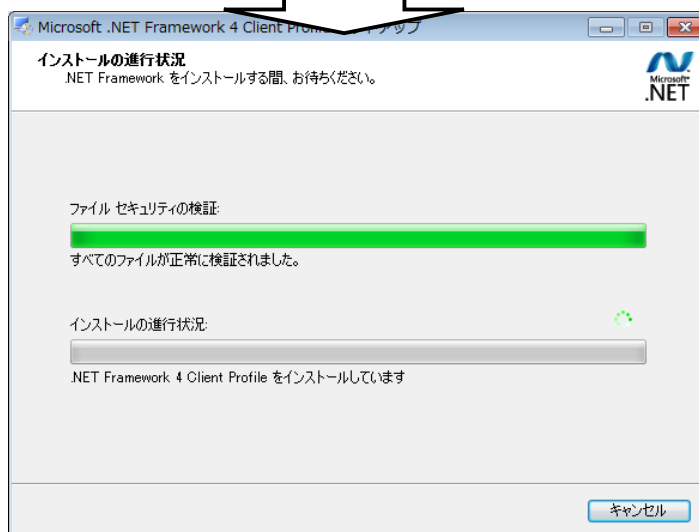 Microsoft .NET Framework 4 Client アップ
インストールの進行状況
.NET Framework をインストールする間、お待ちください。
Microsoft
.NET
ファイル セキュリティの検証:
すべてのファイルが正常に検証されました。
インストールの進行状況:
.NET Framework 4 Client Profile をインストールしています
キャンセル